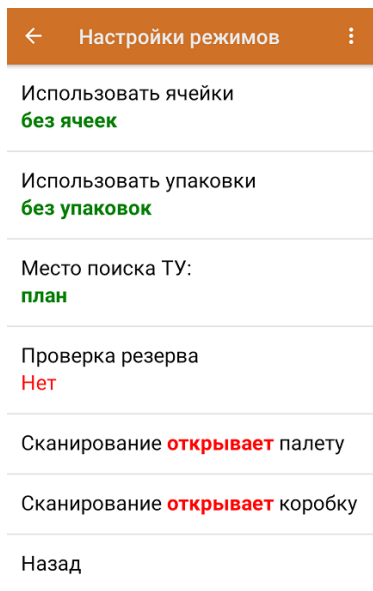 Настройки режимов
Использовать ячейки
без ячеек
Использовать упаковки
без упаковок
Место поиска ТУ:
план
Проверка резерва
Нет
Сканирование открывает палету
Сканирование открывает коробку
Назад